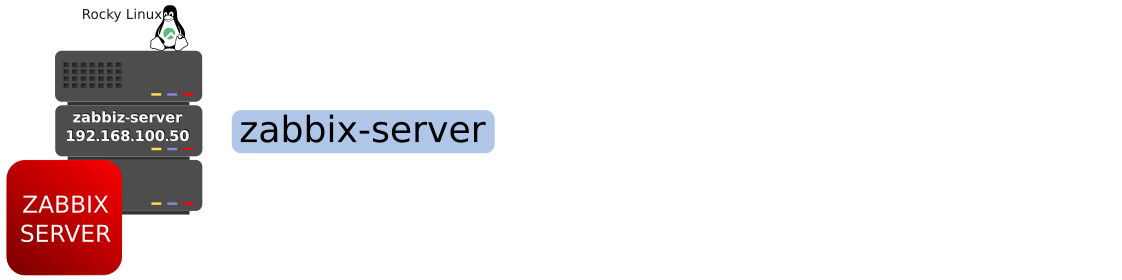 Rocky Linux
zabbiz-server
192.168.100.50
zabbix-server
ZABBIX
SERVER